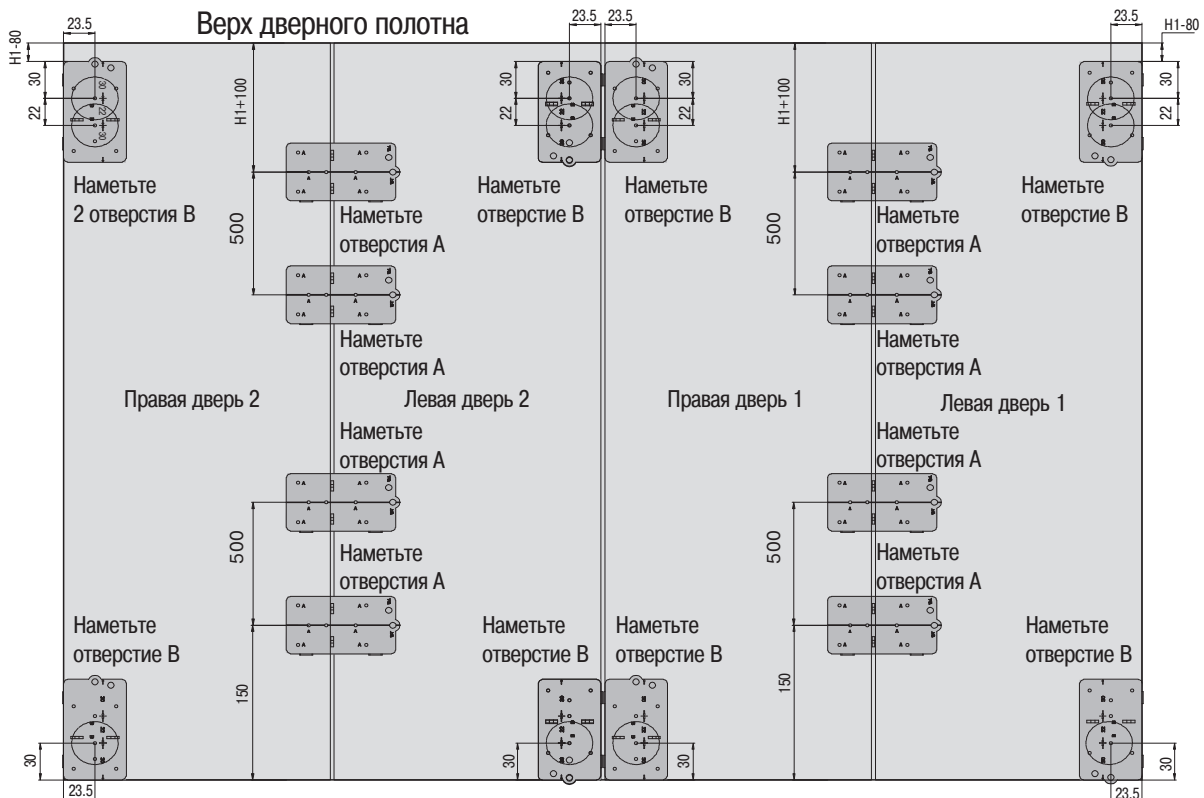 Верх дверного полотна
23.5
23.5
23.5
23.5
H1-80
H1-80
30
22
H1+100
30
22
30
22
H1+100
30
22
Наметьте
2 отверстия B
Наметьте
отверстие B
Наметьте
отверстие B
Наметьте
отверстие B
500
Наметьте
отверстия A
500
Наметьте
отверстия A
Наметьте
отверстия A
Наметьте
отверстия A
Правая дверь 2
Левая дверь 2
Правая дверь 1
Левая дверь 1
Наметьте
отверстия A
Наметьте
отверстия A
500
Наметьте
отверстия A
500
Наметьте
отверстия A
Наметьте
отверстие B
Наметьте
отверстие B
Наметьте
отверстие B
Наметьте
отверстие B
150
150
30
30
30
30
23.5
23.5